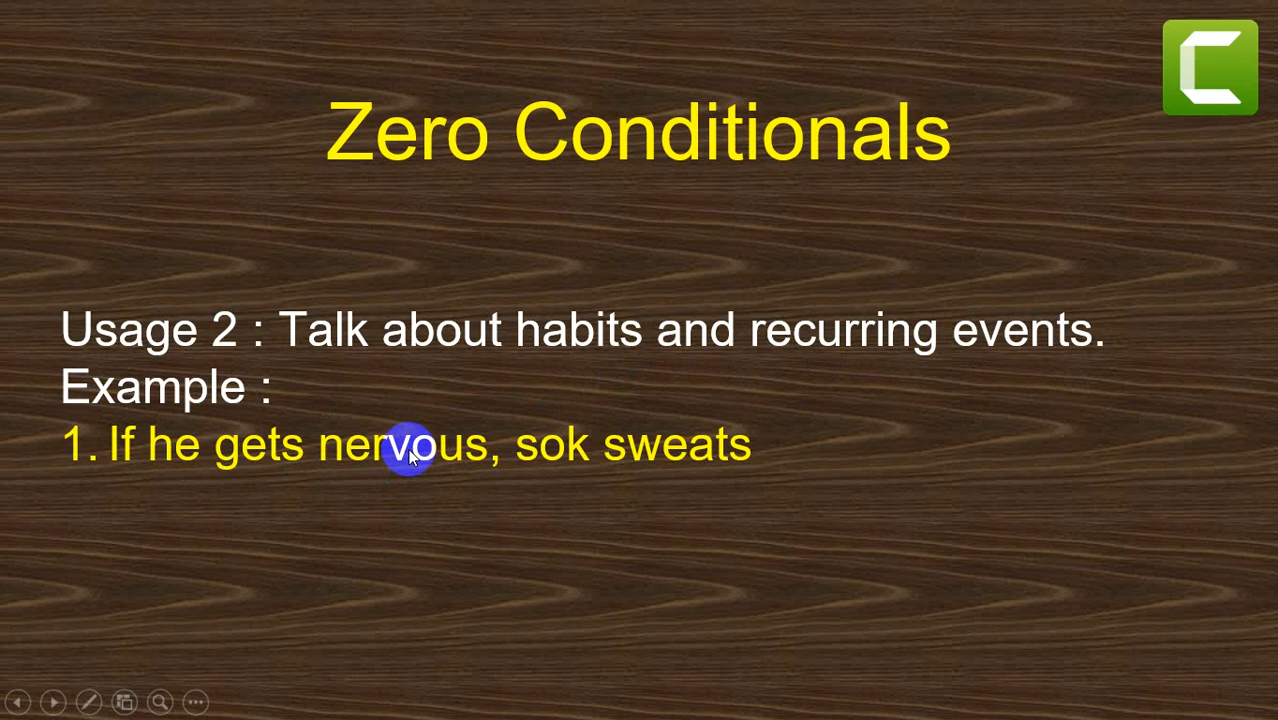 Zero Conditionals
Usage 2 : Talk about habits and recurring events.
Example :
1. If he gets nervous, sok sweats